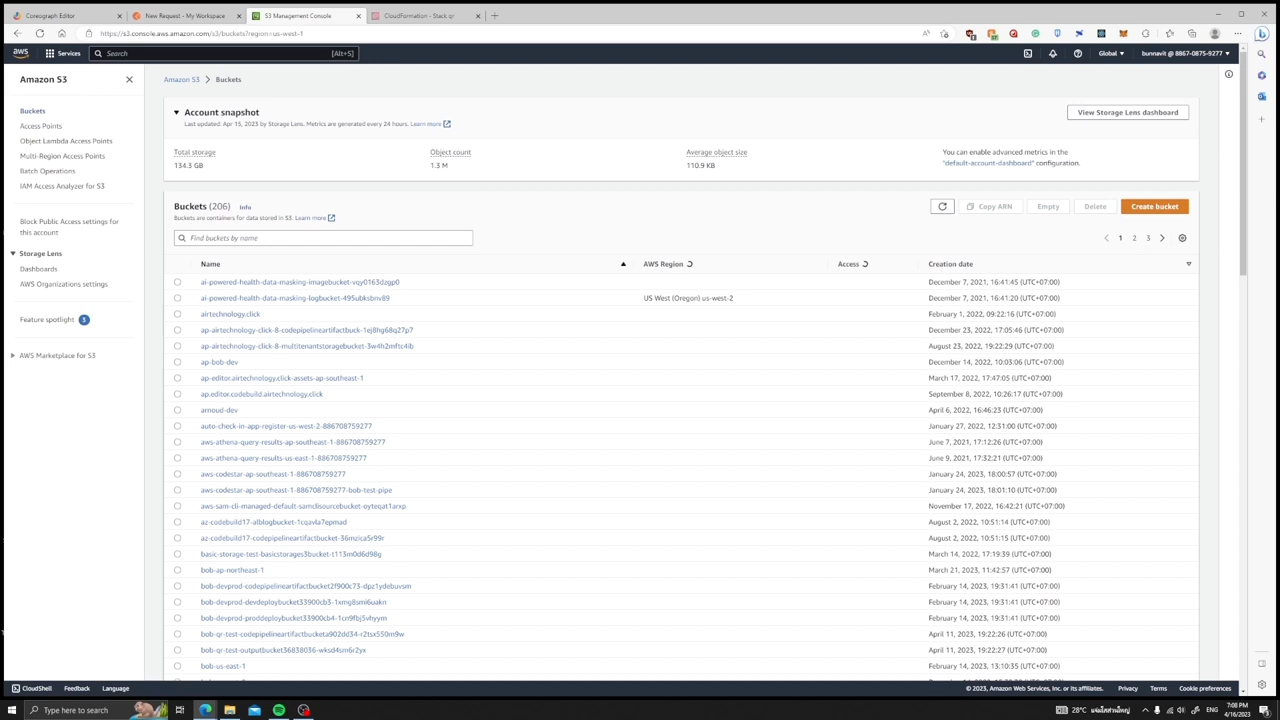 Coreograph Editor
New Request - My Workspace
S3 Management Console
CloudFormation - Stack qr
https://s3.console.aws.amazon.com/s3/buckets?region=us-west-1
aws
Services
Search
[Alt+S]
Global
bunnavit @ 8867-0875-9277
Amazon S3
Buckets
Access Points
Object Lambda Access Points
Multi-Region Access Points
Batch Operations
IAM Access Analyzer for S3
Block Public Access settings for
this account
Storage Lens
Dashboards
AWS Organizations settings
Feature spotlight 3
AWS Marketplace for S3
Amazon S3 > Buckets
Account snapshot
Last updated: Apr 15, 2023 by Storage Lens. Metrics are generated every 24 hours. Learn more
View Storage Lens dashboard
Total storage
134.3 GB
Object count
1.3 M
Average object size
110.9 KB
You can enable advanced metrics in the
"default-account-dashboard" configuration.
Buckets (206) Info
Buckets are containers for data stored in S3. Learn more
Copy ARN
Empty
Delete
Create bucket
Find buckets by name
1 2 3
Name AWS Region Access Creation date
ai-powered-health-data-masking-imagebucket-vqy0163dzgp0 December 7, 2021, 16:41:45 (UTC+07:00)
ai-powered-health-data-masking-logbucket-495ubksbnv89 US West (Oregon) us-west-2 December 7, 2021, 16:41:20 (UTC+07:00)
airtechnology.click February 1, 2022, 09:22:16 (UTC+07:00)
ap-airtechnology-click-8-codepipelineartifactbuck-1ej8hg68q27p7 December 23, 2022, 17:05:46 (UTC+07:00)
ap-airtechnology-click-8-multitenantstoragebucket-3w4h2mftc4ib August 23, 2022, 19:22:29 (UTC+07:00)
ap-bob-dev December 14, 2022, 10:03:06 (UTC+07:00)
ap-editor.airtechnology.click-assets-ap-southeast-1 March 17, 2022, 17:47:05 (UTC+07:00)
ap.editor.codebuild.airtechnology.click September 8, 2022, 10:26:17 (UTC+07:00)
arnoud-dev April 6, 2022, 16:46:23 (UTC+07:00)
auto-check-in-app-register-us-west-2-886708759277 January 27, 2022, 12:31:00 (UTC+07:00)
aws-athena-query-results-ap-southeast-1-886708759277 June 7, 2021, 17:12:26 (UTC+07:00)
aws-athena-query-results-us-east-1-886708759277 June 9, 2021, 17:32:21 (UTC+07:00)
aws-codestar-ap-southeast-1-886708759277 January 24, 2023, 18:00:57 (UTC+07:00)
aws-codestar-ap-southeast-1-886708759277-bob-test-pipe January 24, 2023, 18:01:10 (UTC+07:00)
aws-sam-cli-managed-default-samclisourcebucket-oyteqat1arxp November 17, 2022, 16:42:21 (UTC+07:00)
az-codebuild17-alblogbucket-1cqavla7epmad August 2, 2022, 10:51:14 (UTC+07:00)
az-codebuild17-codepipelineartifactbucket-36mzica5r99r August 2, 2022, 10:51:15 (UTC+07:00)
basic-storage-test-basicstorages3bucket-t113m0d6d98g March 14, 2022, 17:19:39 (UTC+07:00)
bob-ap-northeast-1 March 21, 2023, 11:42:57 (UTC+07:00)
bob-devprod-codepipelineartifactbucket2f900c73-dpz1ydebuvsm February 14, 2023, 19:31:41 (UTC+07:00)
bob-devprod-devdeploybucket33900cb3-1xmg8smi6uakn February 14, 2023, 19:31:41 (UTC+07:00)
bob-devprod-proddeploybucket33900cb4-1cn9fbj5vhyym February 14, 2023, 19:31:41 (UTC+07:00)
bob-qr-test-codepipelineartifactbucketa902dd34-r2tsx550m9w April 11, 2023, 19:22:26 (UTC+07:00)
bob-qr-test-outputbucket36838036-wksd4sm6r2yx April 11, 2023, 19:22:27 (UTC+07:00)
bob-us-east-1 February 14, 2023, 13:10:35 (UTC+07:00)
CloudShell Feedback Language
© 2023, Amazon Web Services, Inc. or its affiliates. Privacy Terms Cookie preferences
Type here to search
28°C
ENG
7:08 PM
4/16/2023